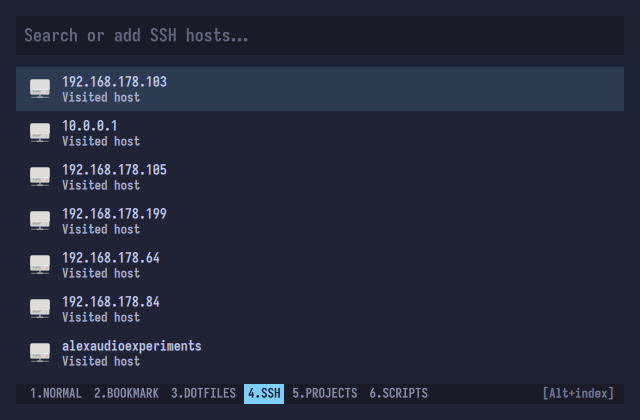 Search or add SSH hosts...
192.168.178.103
Visited host
10.0.0.1
Visited host
192.168.178.105
Visited host
192.168.178.199
Visited host
192.168.178.64
Visited host
192.168.178.84
Visited host
alexaudioexperiments
Visited host
1.NORMAL 2.BOOKMARK 3.DOTFILES 4.SSH 5.PROJECTS 6.SCRIPTS [Alt+index]